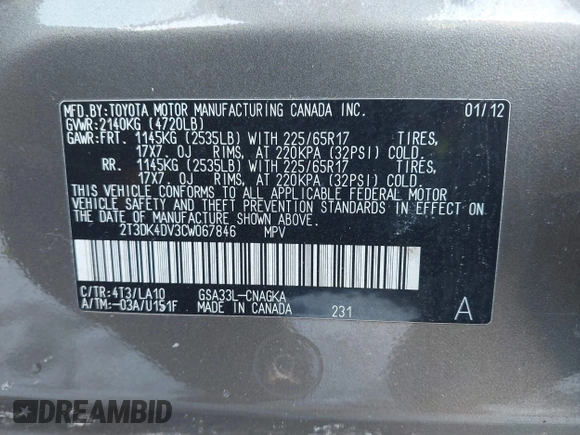 MFD.BY:TOYOTA MOTOR MANUFACTURING CANADA INC. 01/12
GVWR:2140KG (4720LB)
GAWR:FRT. 1145KG (2535LB) WITH 225/65R17 TIRES,
17X7 OJ RIMS, AT 220KPA (32PSI) COLD.
RR. 1145KG (2535LB) WITH 225/65R17 TIRES,
17X7 OJ RIMS, AT 220KPA (32PSI) COLD.
THIS VEHICLE CONFORMS TO ALL APPLICABLE FEDERAL MOTOR
VEHICLE SAFETY AND THEFT PREVENTION STANDARDS IN EFFECT
ON THE DATE OF MANUFACTURE SHOWN ABOVE.
2T3DK4DV3CW067846 MPV
C/TR:4T3/LA10 GSA33L-CNAGKA
A/TM:-03A/U151F MADE IN CANADA 231 A
DREAMBID